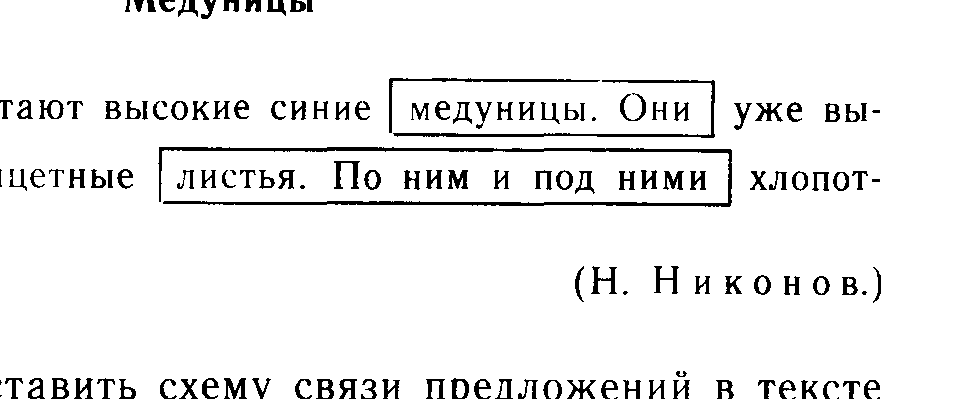 Медуницы
тают высокие синие медуницы. Они уже вы-
цетные листья. По ним и под ними хлопот-
(Н. Никонов.)
ставить схему связи предложений в тексте